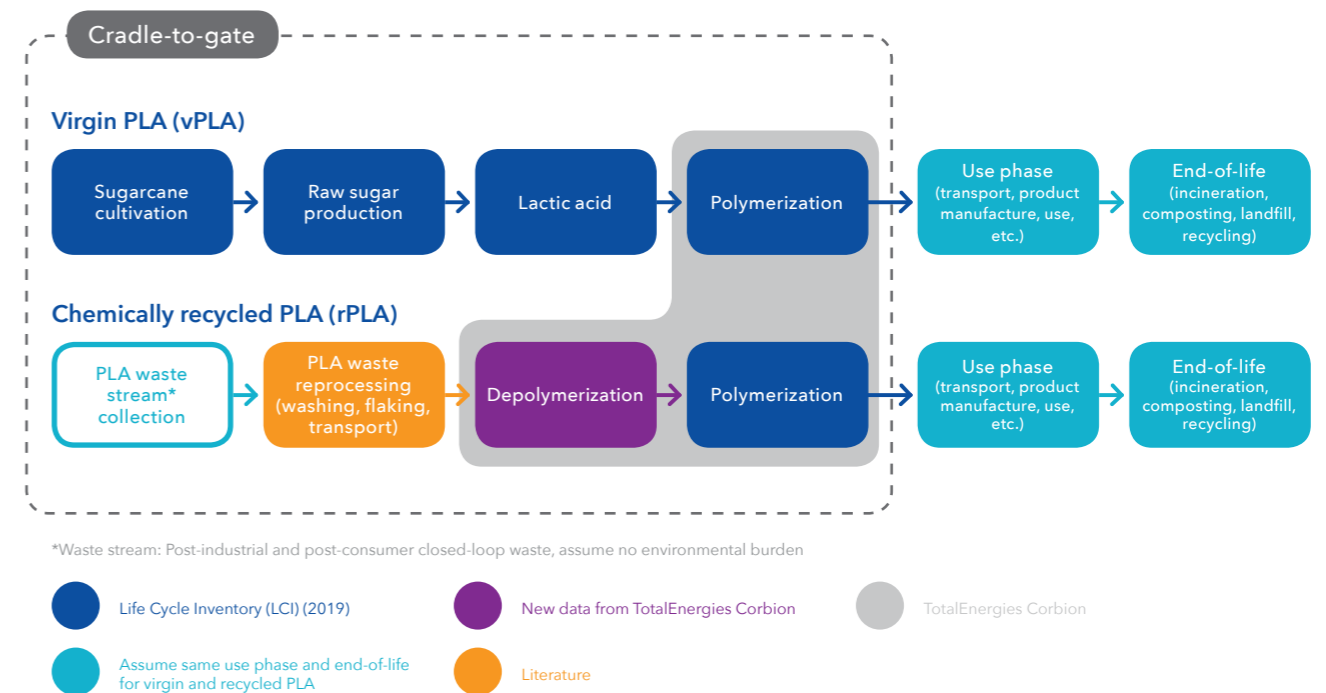 Cradle-to-gate
Virgin PLA (vPLA)
Sugarcane
cultivation
Raw sugar
production
Lactic acid
Polymerization
Use phase
(transport, product
manufacture, use,
etc.)
End-of-life
(incineration,
composting, landfill,
recycling)
Chemically recycled PLA (rPLA)
PLA waste
stream*
collection
PLA waste
reprocessing
(washing, flaking,
transport)
Depolymerization
Polymerization
Use phase
(transport, product
manufacture, use,
etc.)
End-of-life
(incineration,
composting, landfill,
recycling)
*Waste stream: Post-industrial and post-consumer closed-loop waste, assume no environmental burden
Life Cycle Inventory (LCI) (2019)
New data from TotalEnergies Corbion
TotalEnergies Corbion
Assume same use phase and end-of-life
for virgin and recycled PLA
Literature